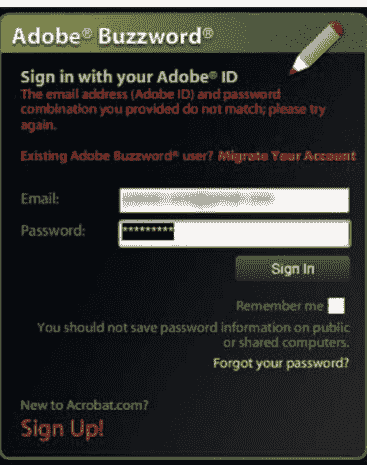 Adobe® Buzzword®
Sign in with your Adobe® ID
The email address (Adobe ID) and password
combination you provided do not match; please try
again.
Existing Adobe Buzzword® user? Migrate Your Account
Email:
Password: *********
Sign In
Remember me
You should not save password information on public
or shared computers.
Forgot your password?
New to Acrobat.com?
Sign Up!